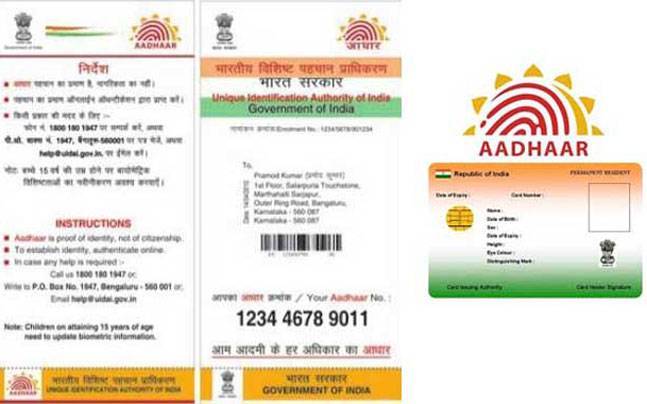 भारत सरकार
Government of India
AADHAAR
निर्देश
आधार पहचान का प्रमाण है, नागरिकता का नहीं।
पहचान का प्रमाण ऑनलाइन ऑथेन्टिकेशन द्वारा प्राप्त करें।
किसी प्रकार की मदद के लिए :-
फोन नं. 1800 180 1947 पर सम्पर्क करें, अथवा
पी.ओ. बाक्स नं. 1947, बेंगलूरु-560001 पर पत्र भेजें, अथवा
help@uidai.gov.in, पर ईमेल करें।
नोट: बच्चे 15 वर्ष की उम्र होने पर बायोमैट्रिक
विशिष्टताओं का नवीनीकरण अवश्य करवाएँ।
INSTRUCTIONS
Aadhaar is proof of identity, not of citizenship.
To establish identity, authenticate online.
In case any help is required :-
Call us 1800 180 1947 or;
Write to P.O. Box No. 1947, Bengaluru - 560 001 or;
Email help@uidai.gov.in
Note: Children on attaining 15 years of age
need to update biometric information.
भारतीय विशिष्ट पहचान प्राधिकरण
UNIQUE IDENTIFICATION AUTHORITY OF INDIA
आधार
भारतीय विशिष्ट पहचान प्राधिकरण
भारत सरकार
Unique Identification Authority of India
Government of India
नामांकन क्रमांक /Enrolment No.: 1234/5678/901234
To,
Pramod Kumar (प्रमोद कुमार)
1st Floor, Salarpuria Touchstone,
Marthahalli Sarjapur,
Outer Ring Road, Bengaluru,
Karnataka - 560 087
Karnataka - 560 087
आपका आधार क्रमांक / Your Aadhaar No. :
1234 4678 9011
आम आदमी के हर अधिकार का आधार
भारत सरकार
GOVERNMENT OF INDIA
AADHAAR
Republic of India
PERMANENT RESIDENT
Date of Expiry :
Card Number :
Name :
Date of Birth :
Sex :
Date of Expiry :
Height :
Eye Colour :
Distinguishing Mark :
Card Issuing Authority
Card Holder Signature